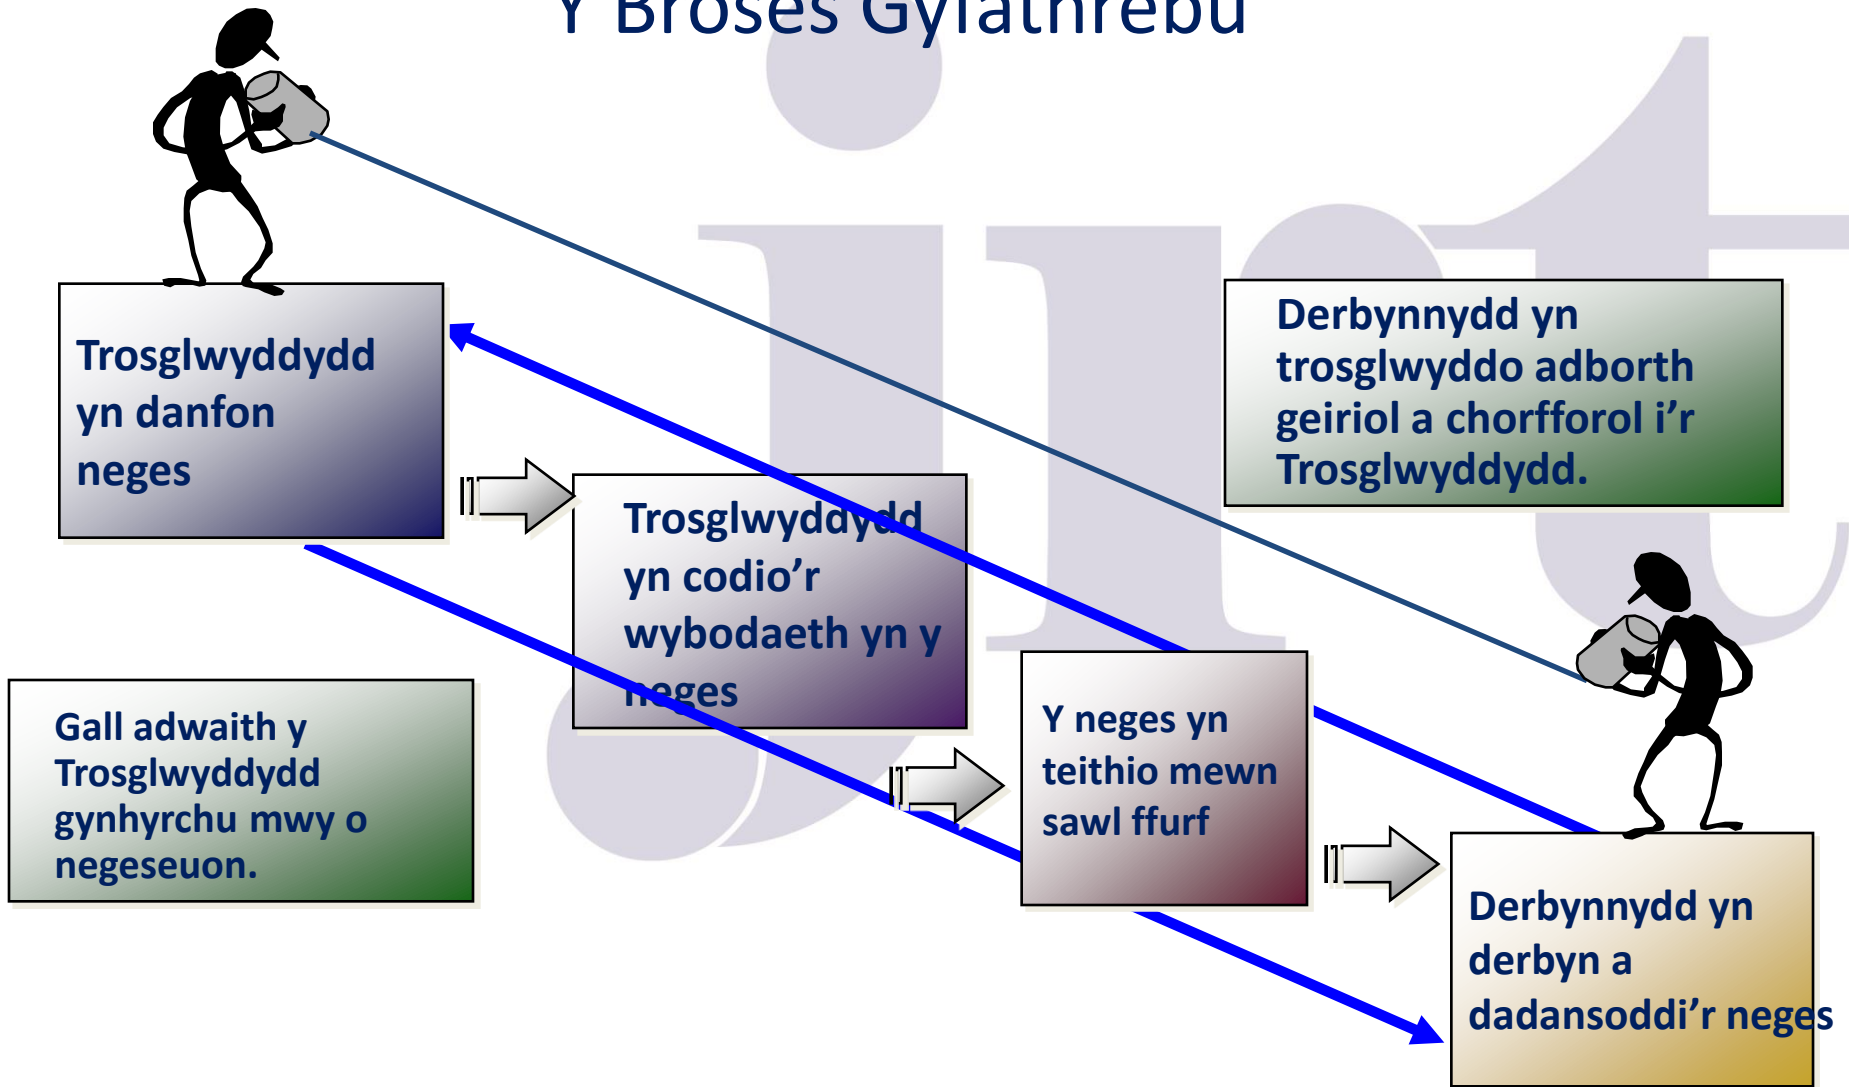 Y Broses Gyfathrebu
Trosglwyddydd
yn danfon
neges
Trosglwyddydd
yn codio’r
wybodaeth yn y
neges
Y neges yn
teithio mewn
sawl ffurf
Derbynnydd yn
derbyn a
dadansoddi’r neges
Derbynnydd yn
trosglwyddo adborth
geiriol a chorfforol i’r
Trosglwyddydd.
Gall adwaith y
Trosglwyddydd
gynhyrchu mwy o
negeseuon.
jrt